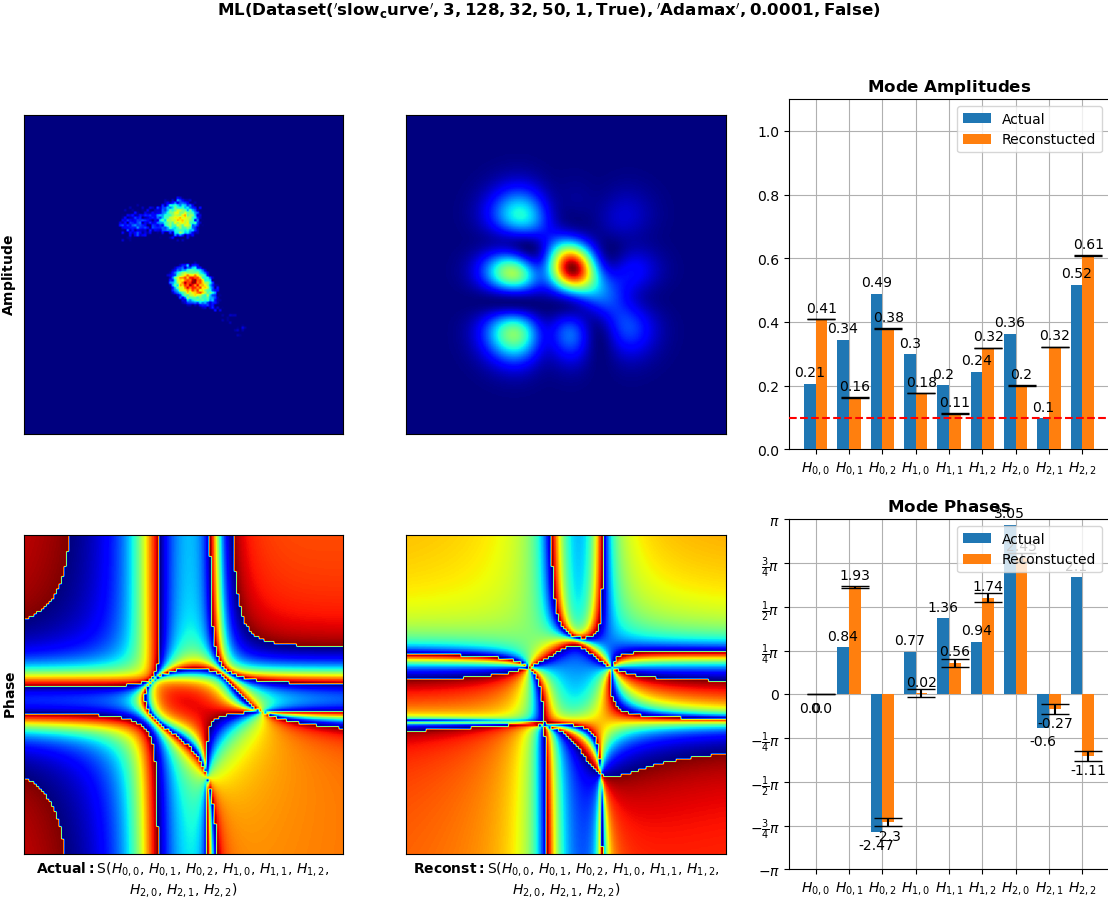 ML(Dataset('slow_curve', 3, 128, 32, 50, 1, True), 'Adamax', 0.0001, False)
Mode Amplitudes
Actual
Reconstucted
1.0
0.8
0.6
0.4
0.2
0.0
0.21
0.41
0.34
0.16
0.49
0.38
0.3
0.18
0.2
0.11
0.24
0.32
0.36
0.2
0.1
0.32
0.52
0.61
H0,0 H0,1 H0,2 H1,0 H1,1 H1,2 H2,0 H2,1 H2,2
Amplitude
Mode Phases
Actual
Reconstucted
π
3/4π
1/2π
1/4π
0
−1/4π
−1/2π
−3/4π
−π
0.0
0.0
0.84
1.93
-2.47
-2.3
0.77
0.02
1.36
0.56
0.94
1.74
3.05
2.45
-0.6
-0.27
2.1
-1.11
H0,0 H0,1 H0,2 H1,0 H1,1 H1,2 H2,0 H2,1 H2,2
Phase
Actual: S(H0,0, H0,1, H0,2, H1,0, H1,1, H1,2,
H2,0, H2,1, H2,2)
Reconst: S(H0,0, H0,1, H0,2, H1,0, H1,1, H1,2,
H2,0, H2,1, H2,2)